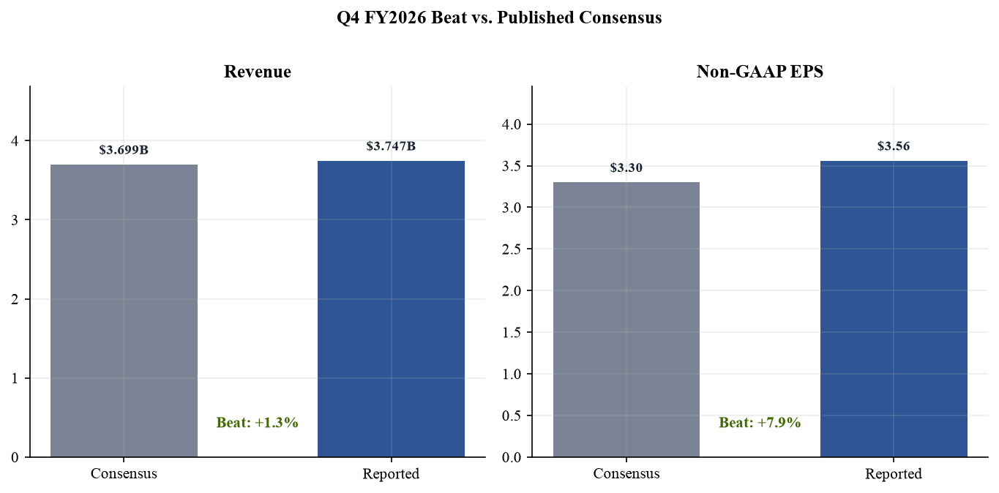 Q4 FY2026 Beat vs. Published Consensus
Revenue
4
3
2
1
0
$3.699B
$3.747B
Beat: +1.3%
Consensus
Reported
Non-GAAP EPS
4.0
3.5
3.0
2.5
2.0
1.5
1.0
0.5
0.0
$3.30
$3.56
Beat: +7.9%
Consensus
Reported